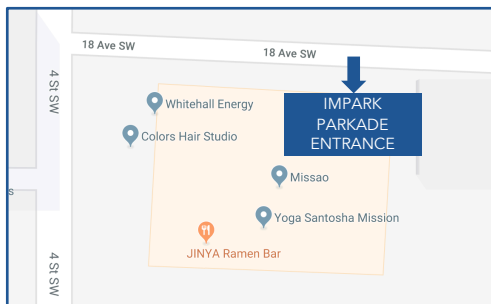 18 Ave SW
18 Ave SW
4 St SW
IMPARK
PARKADE
ENTRANCE
Whitehall Energy
Colors Hair Studio
Missao
s
Yoga Santosha Mission
JINYA Ramen Bar
4 St SW